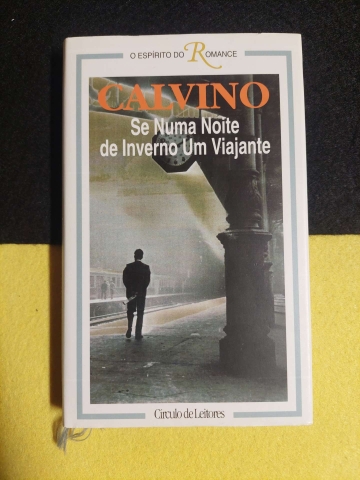 O ESPÍRITO DO ROMANCE
CALVINO
Se Numa Noite
de Inverno Um Viajante
Círculo de Leitores